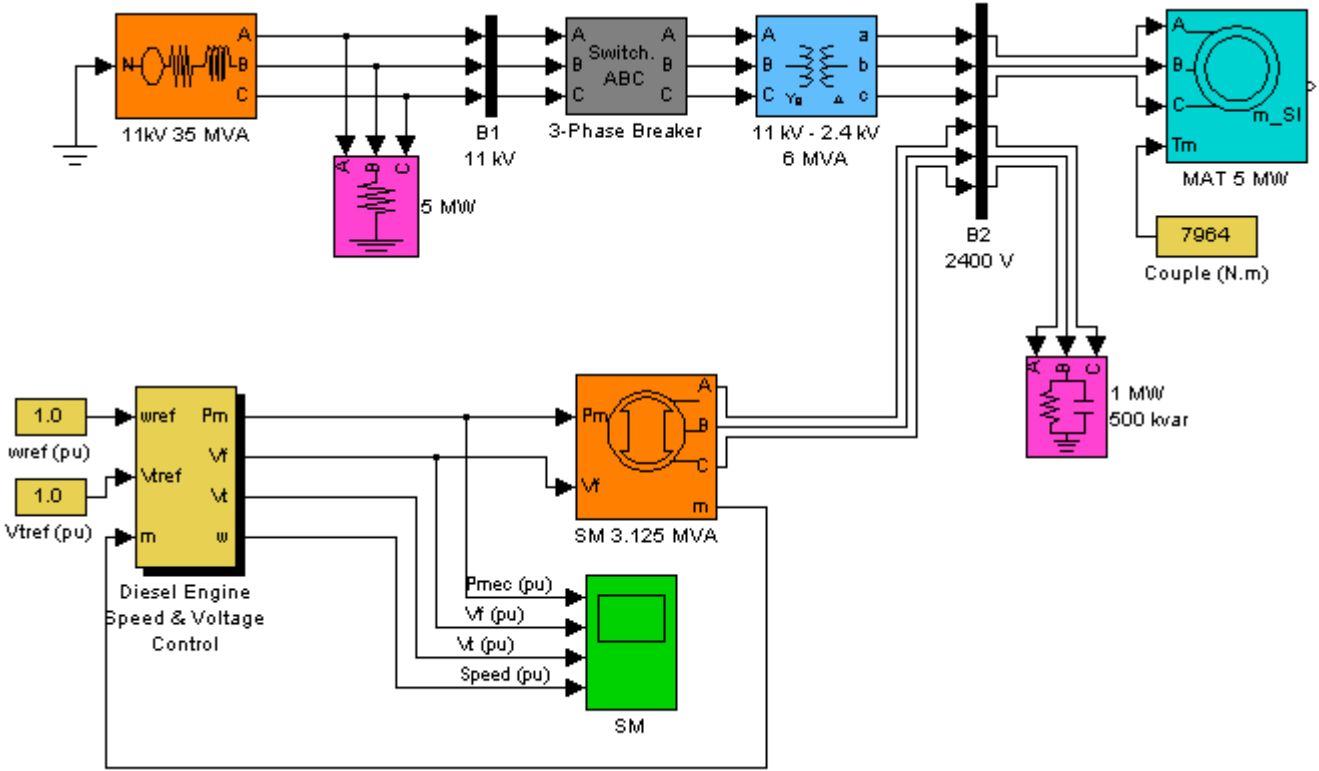 N
A
B
C
11kV 35 MVA
B1
11 kV
A
B
C
Switch.
ABC
A
B
C
3-Phase Breaker
A
B
C
Yg
Δ
a
b
c
11 kV - 2.4 kV
6 MVA
B2
2400 V
A
B
C
Tm
m_SI
MAT 5 MW
7964
Couple (N.m)
A
B
C
5 MW
A
B
C
1 MW
500 kvar
1.0
wref (pu)
1.0
Vtref (pu)
wref
Vtref
m
Pm
Vf
Vt
w
Diesel Engine
Speed & Voltage
Control
Pm
Vf
A
B
C
m
SM 3.125 MVA
Pmec (pu)
Vf (pu)
Vt (pu)
Speed (pu)
SM